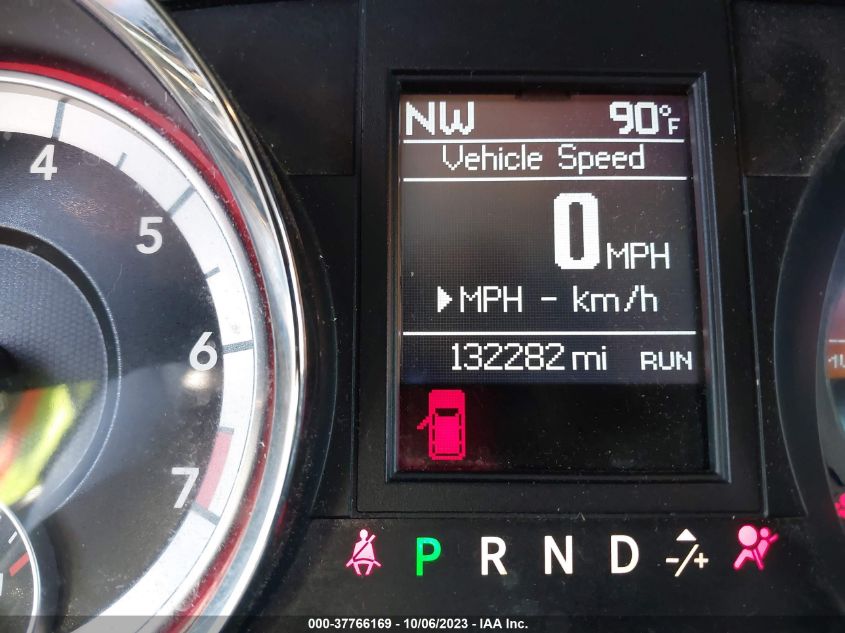 NW 90°F
Vehicle Speed
0 MPH
MPH - km/h
132282 mi RUN
4
5
6
7
P R N D -/+
000-37766169 - 10/06/2023 - IAA Inc.